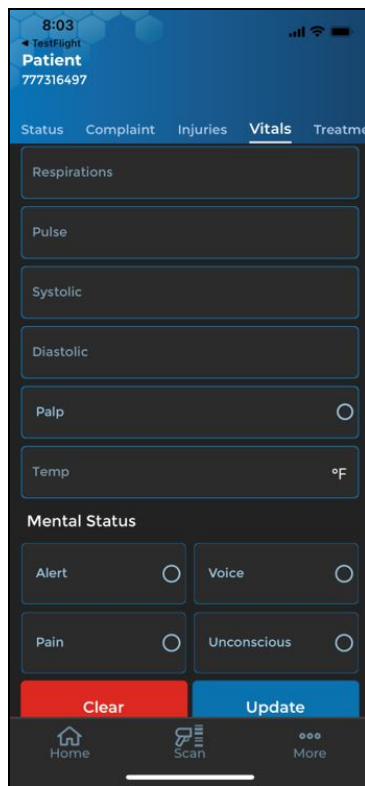 8:03
◄ TestFlight
Patient
777316497
Status Complaint Injuries Vitals Treatme
Respirations
Pulse
Systolic
Diastolic
Palp
Temp °F
Mental Status
Alert Voice
Pain Unconscious
Clear Update
Home Scan More